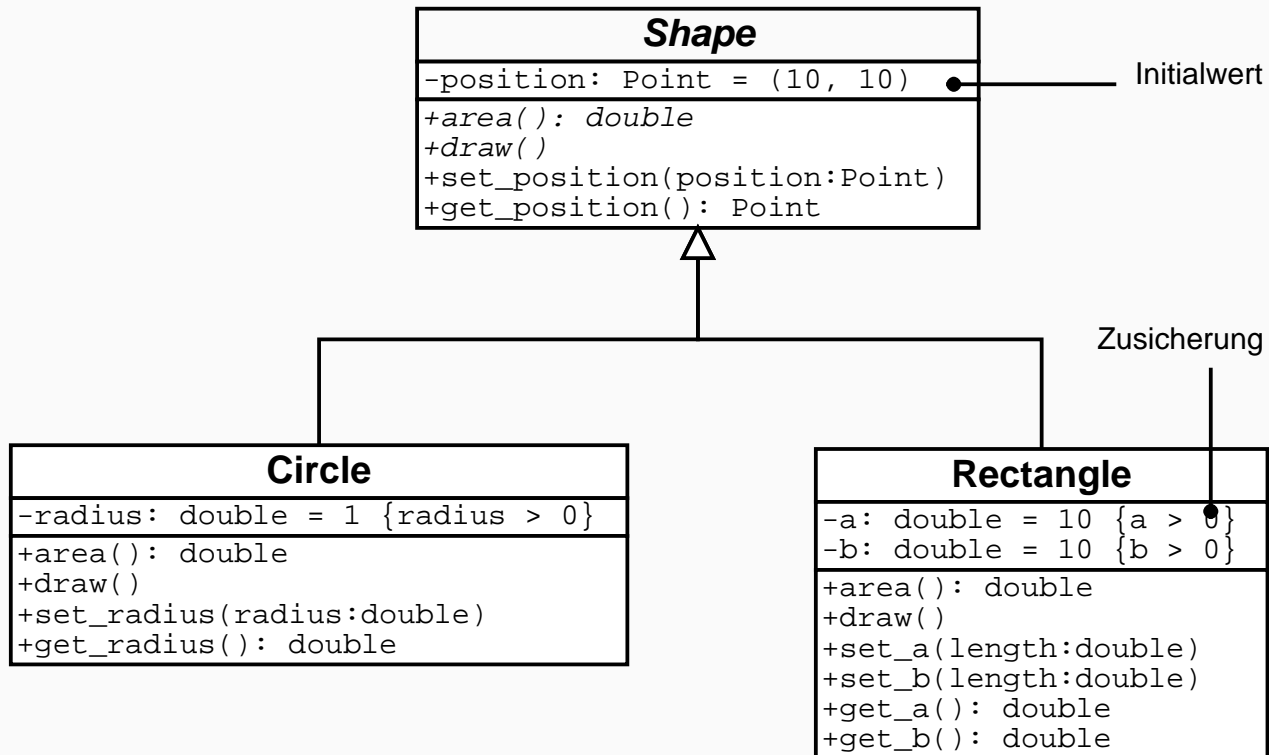 Shape
-position: Point = (10, 10)
Initialwert
+area(): double
+draw()
+set_position(position:Point)
+get_position(): Point
Zusicherung
Circle
-radius: double = 1 {radius > 0}
+area(): double
+draw()
+set_radius(radius:double)
+get_radius(): double
Rectangle
-a: double = 10 {a > 0}
-b: double = 10 {b > 0}
+area(): double
+draw()
+set_a(length:double)
+set_b(length:double)
+get_a(): double
+get_b(): double